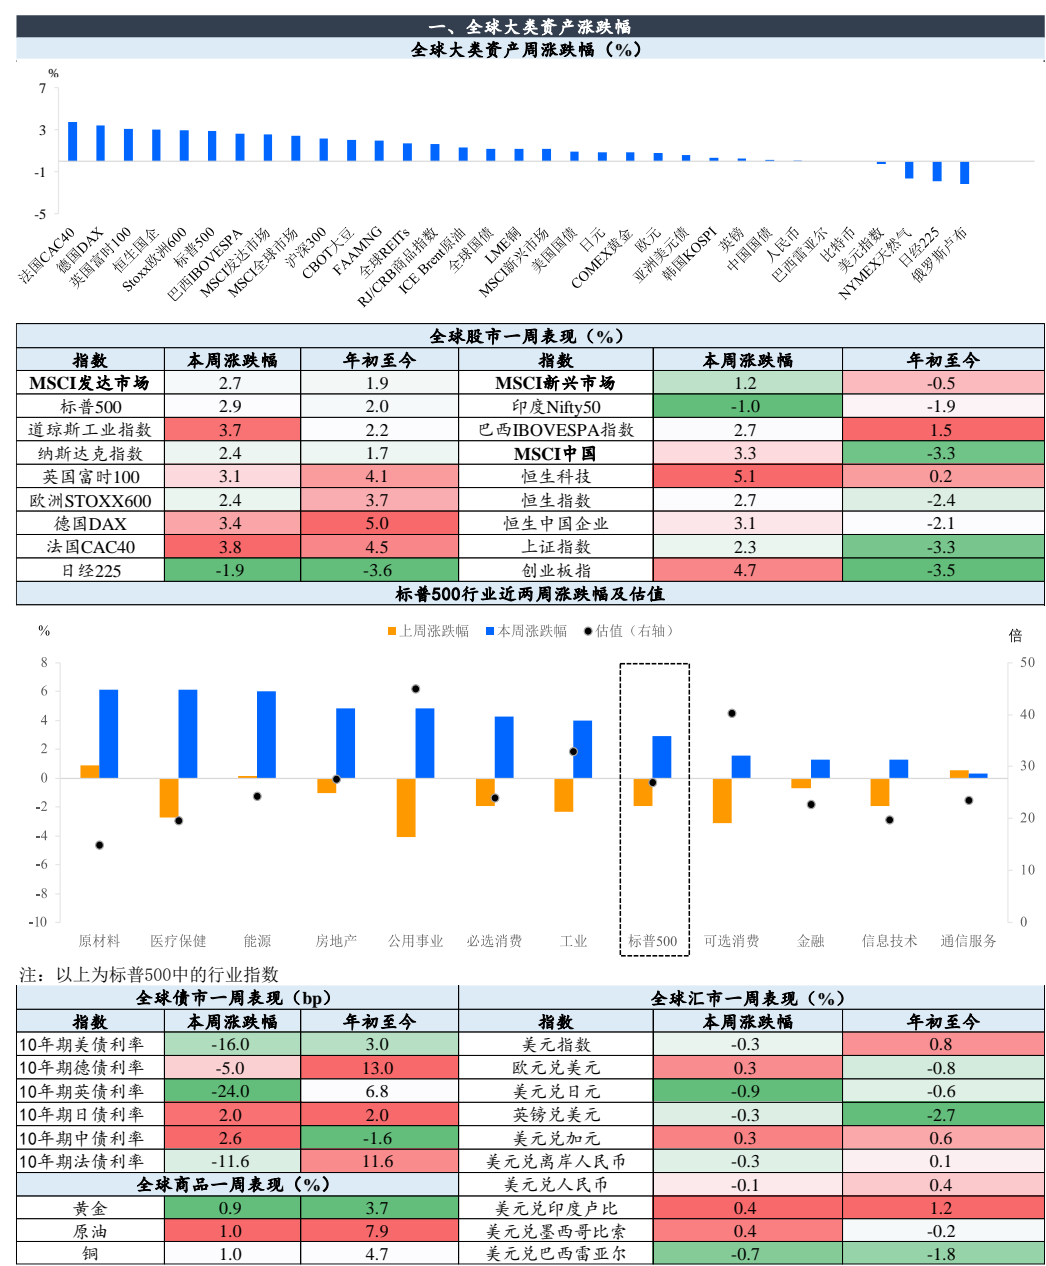 一、全球大类资产涨跌幅
全球大类资产周涨跌幅（%）
%
7
3
-1
-5
法国CAC40 德国DAX 英国富时100 恒生国企 Stoxx欧洲600 标普500 巴西IBOVESPA MSCI发达市场 MSCI全球市场 沪深300 CBOT大豆 FAAMNG 全球REITs RJ/CRB商品指数 ICE Brent原油 全球国债 LME铜 MSCI新兴市场 美国国债 日元 COMEX黄金 欧元 亚洲美元债 韩国KOSPI 英镑 中国国债 人民币 巴西雷亚尔 比特币 美元指数 NYMEX天然气 日经225 俄罗斯卢布
全球股市一周表现（%）
指数 本周涨跌幅 年初至今 指数 本周涨跌幅 年初至今
MSCI发达市场 2.7 1.9 MSCI新兴市场 1.2 -0.5
标普500 2.9 2.0 印度Nifty50 -1.0 -1.9
道琼斯工业指数 3.7 2.2 巴西IBOVESPA指数 2.7 1.5
纳斯达克指数 2.4 1.7 MSCI中国 3.3 -3.3
英国富时100 3.1 4.1 恒生科技 5.1 0.2
欧洲STOXX600 2.4 3.7 恒生指数 2.7 -2.4
德国DAX 3.4 5.0 恒生中国企业 3.1 -2.1
法国CAC40 3.8 4.5 上证指数 2.3 -3.3
日经225 -1.9 -3.6 创业板指 4.7 -3.5
标普500行业近两周涨跌幅及估值
% 上周涨跌幅 本周涨跌幅 估值（右轴） 倍
8 50
6
4 40
2
0 30
-2
-4 20
-6
-8 10
-10 0
原材料 医疗保健 能源 房地产 公用事业 必选消费 工业 标普500 可选消费 金融 信息技术 通信服务
注：以上为标普500中的行业指数
全球债市一周表现（bp） 全球汇市一周表现（%）
指数 本周涨跌幅 年初至今 指数 本周涨跌幅 年初至今
10年期美债利率 -16.0 3.0 美元指数 -0.3 0.8
10年期德债利率 -5.0 13.0 欧元兑美元 0.3 -0.8
10年期英债利率 -24.0 6.8 美元兑日元 -0.9 -0.6
10年期日债利率 2.0 2.0 英镑兑美元 -0.3 -2.7
10年期中债利率 2.6 -1.6 美元兑加元 0.3 0.6
10年期法债利率 -11.6 11.6 美元兑离岸人民币 -0.3 0.1
全球商品一周表现（%） 美元兑人民币 -0.1 0.4
黄金 0.9 3.7 美元兑印度卢比 0.4 1.2
原油 1.0 7.9 美元兑墨西哥比索 0.4 -0.2
铜 1.0 4.7 美元兑巴西雷亚尔 -0.7 -1.8